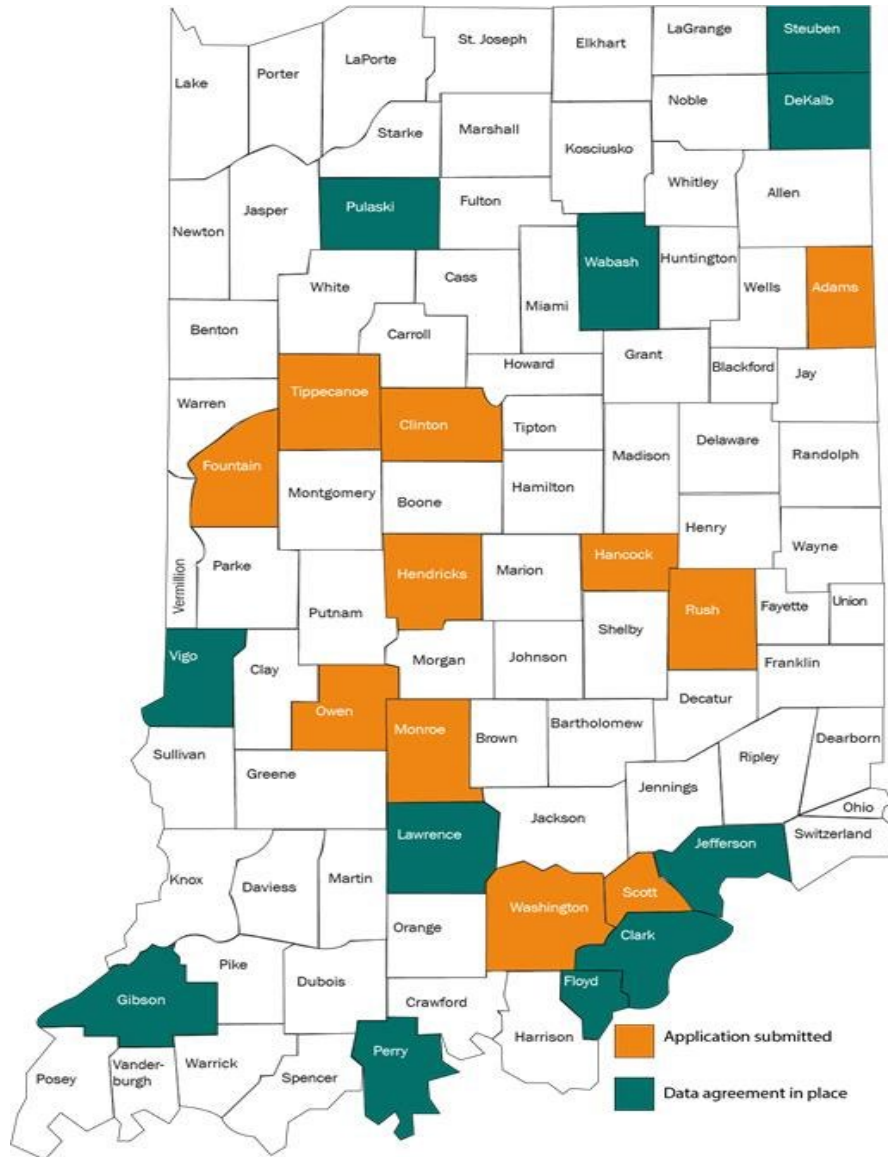 St. Joseph
Elkhart
LaGrange
Steuben
LaPorte
Porter
Lake
Noble
DeKalb
Starke
Marshall
Kosciusko
Whitley
Allen
Pulaski
Fulton
Jasper
Newton
Wabash
Huntington
Cass
White
Miami
Wells
Adams
Benton
Carroll
Grant
Howard
Blackford
Jay
Tippecanoe
Warren
Clinton
Tipton
Delaware
Randolph
Madison
Fountain
Montgomery
Boone
Hamilton
Henry
Wayne
Hancock
Vermillion
Parke
Hendricks
Marion
Putnam
Rush
Fayette
Union
Shelby
Vigo
Clay
Morgan
Johnson
Franklin
Decatur
Owen
Monroe
Brown
Bartholomew
Dearborn
Ripley
Sullivan
Greene
Jennings
Ohio
Jackson
Switzerland
Lawrence
Jefferson
Knox
Daviess
Martin
Scott
Washington
Orange
Clark
Pike
Dubois
Floyd
Gibson
Crawford
Harrison
Perry
Posey
Vander-
burgh
Warrick
Spencer
Application submitted
Data agreement in place